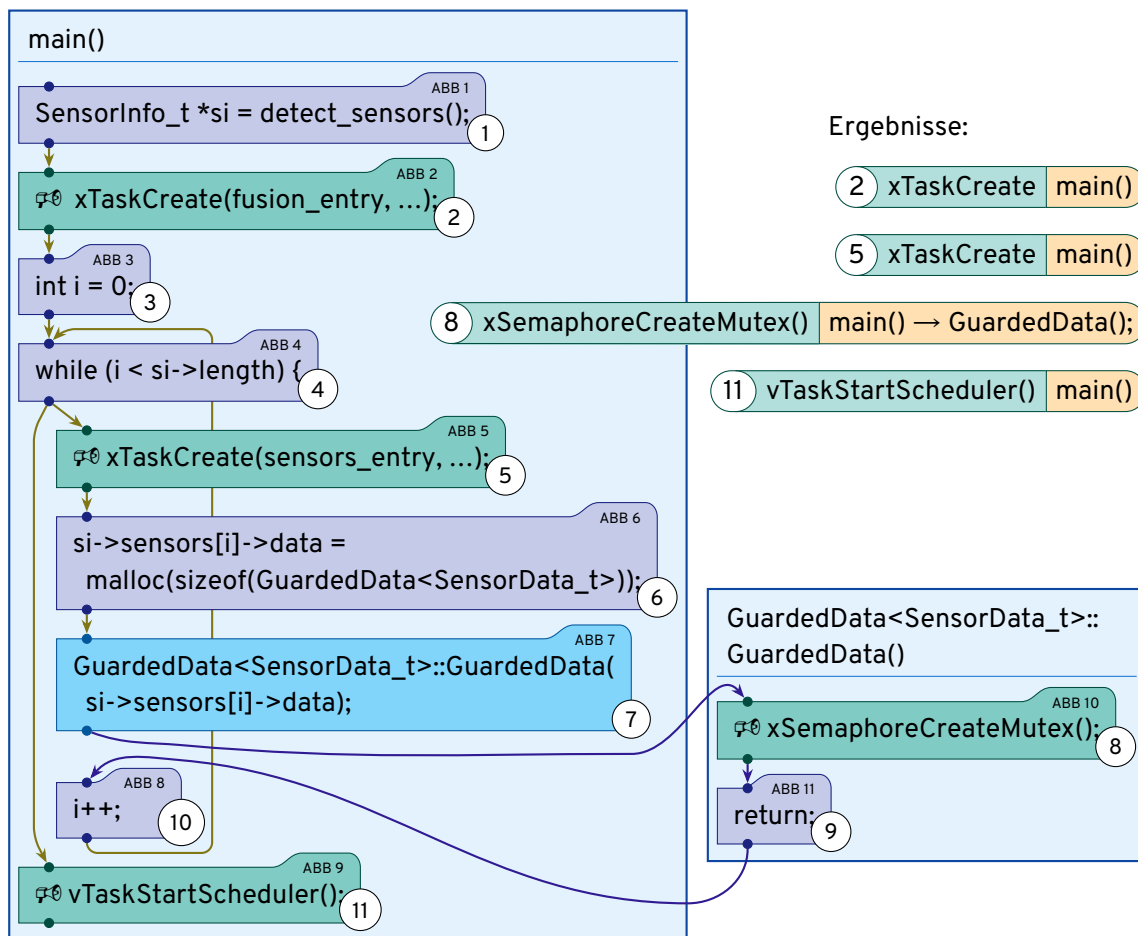 main()
ABB 1
SensorInfo_t *si = detect_sensors();
1
ABB 2
xTaskCreate(fusion_entry, …);
2
ABB 3
int i = 0;
3
ABB 4
while (i < si->length) {
4
ABB 5
xTaskCreate(sensors_entry, …);
5
ABB 6
si->sensors[i]->data =
malloc(sizeof(GuardedData<SensorData_t>));
6
ABB 7
GuardedData<SensorData_t>::GuardedData(
si->sensors[i]->data);
7
ABB 8
i++;
10
ABB 9
vTaskStartScheduler();
11
Ergebnisse:
2 xTaskCreate main()
5 xTaskCreate main()
8 xSemaphoreCreateMutex() main() → GuardedData();
11 vTaskStartScheduler() main()
GuardedData<SensorData_t>::
GuardedData()
ABB 10
xSemaphoreCreateMutex();
8
ABB 11
return;
9